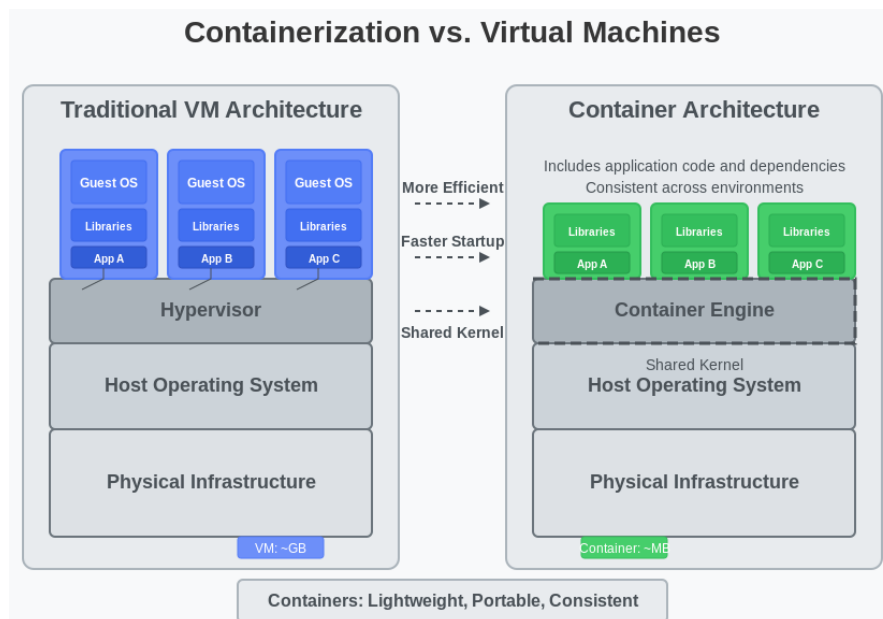 Containerization vs. Virtual Machines
Traditional VM Architecture
Guest OS Guest OS Guest OS
Libraries Libraries Libraries
App A App B App C
Hypervisor
Host Operating System
Physical Infrastructure
VM: ~GB
More Efficient
Faster Startup
Shared Kernel
Container Architecture
Includes application code and dependencies
Consistent across environments
Libraries Libraries Libraries
App A App B App C
Container Engine
Shared Kernel
Host Operating System
Physical Infrastructure
Container: ~MB
Containers: Lightweight, Portable, Consistent